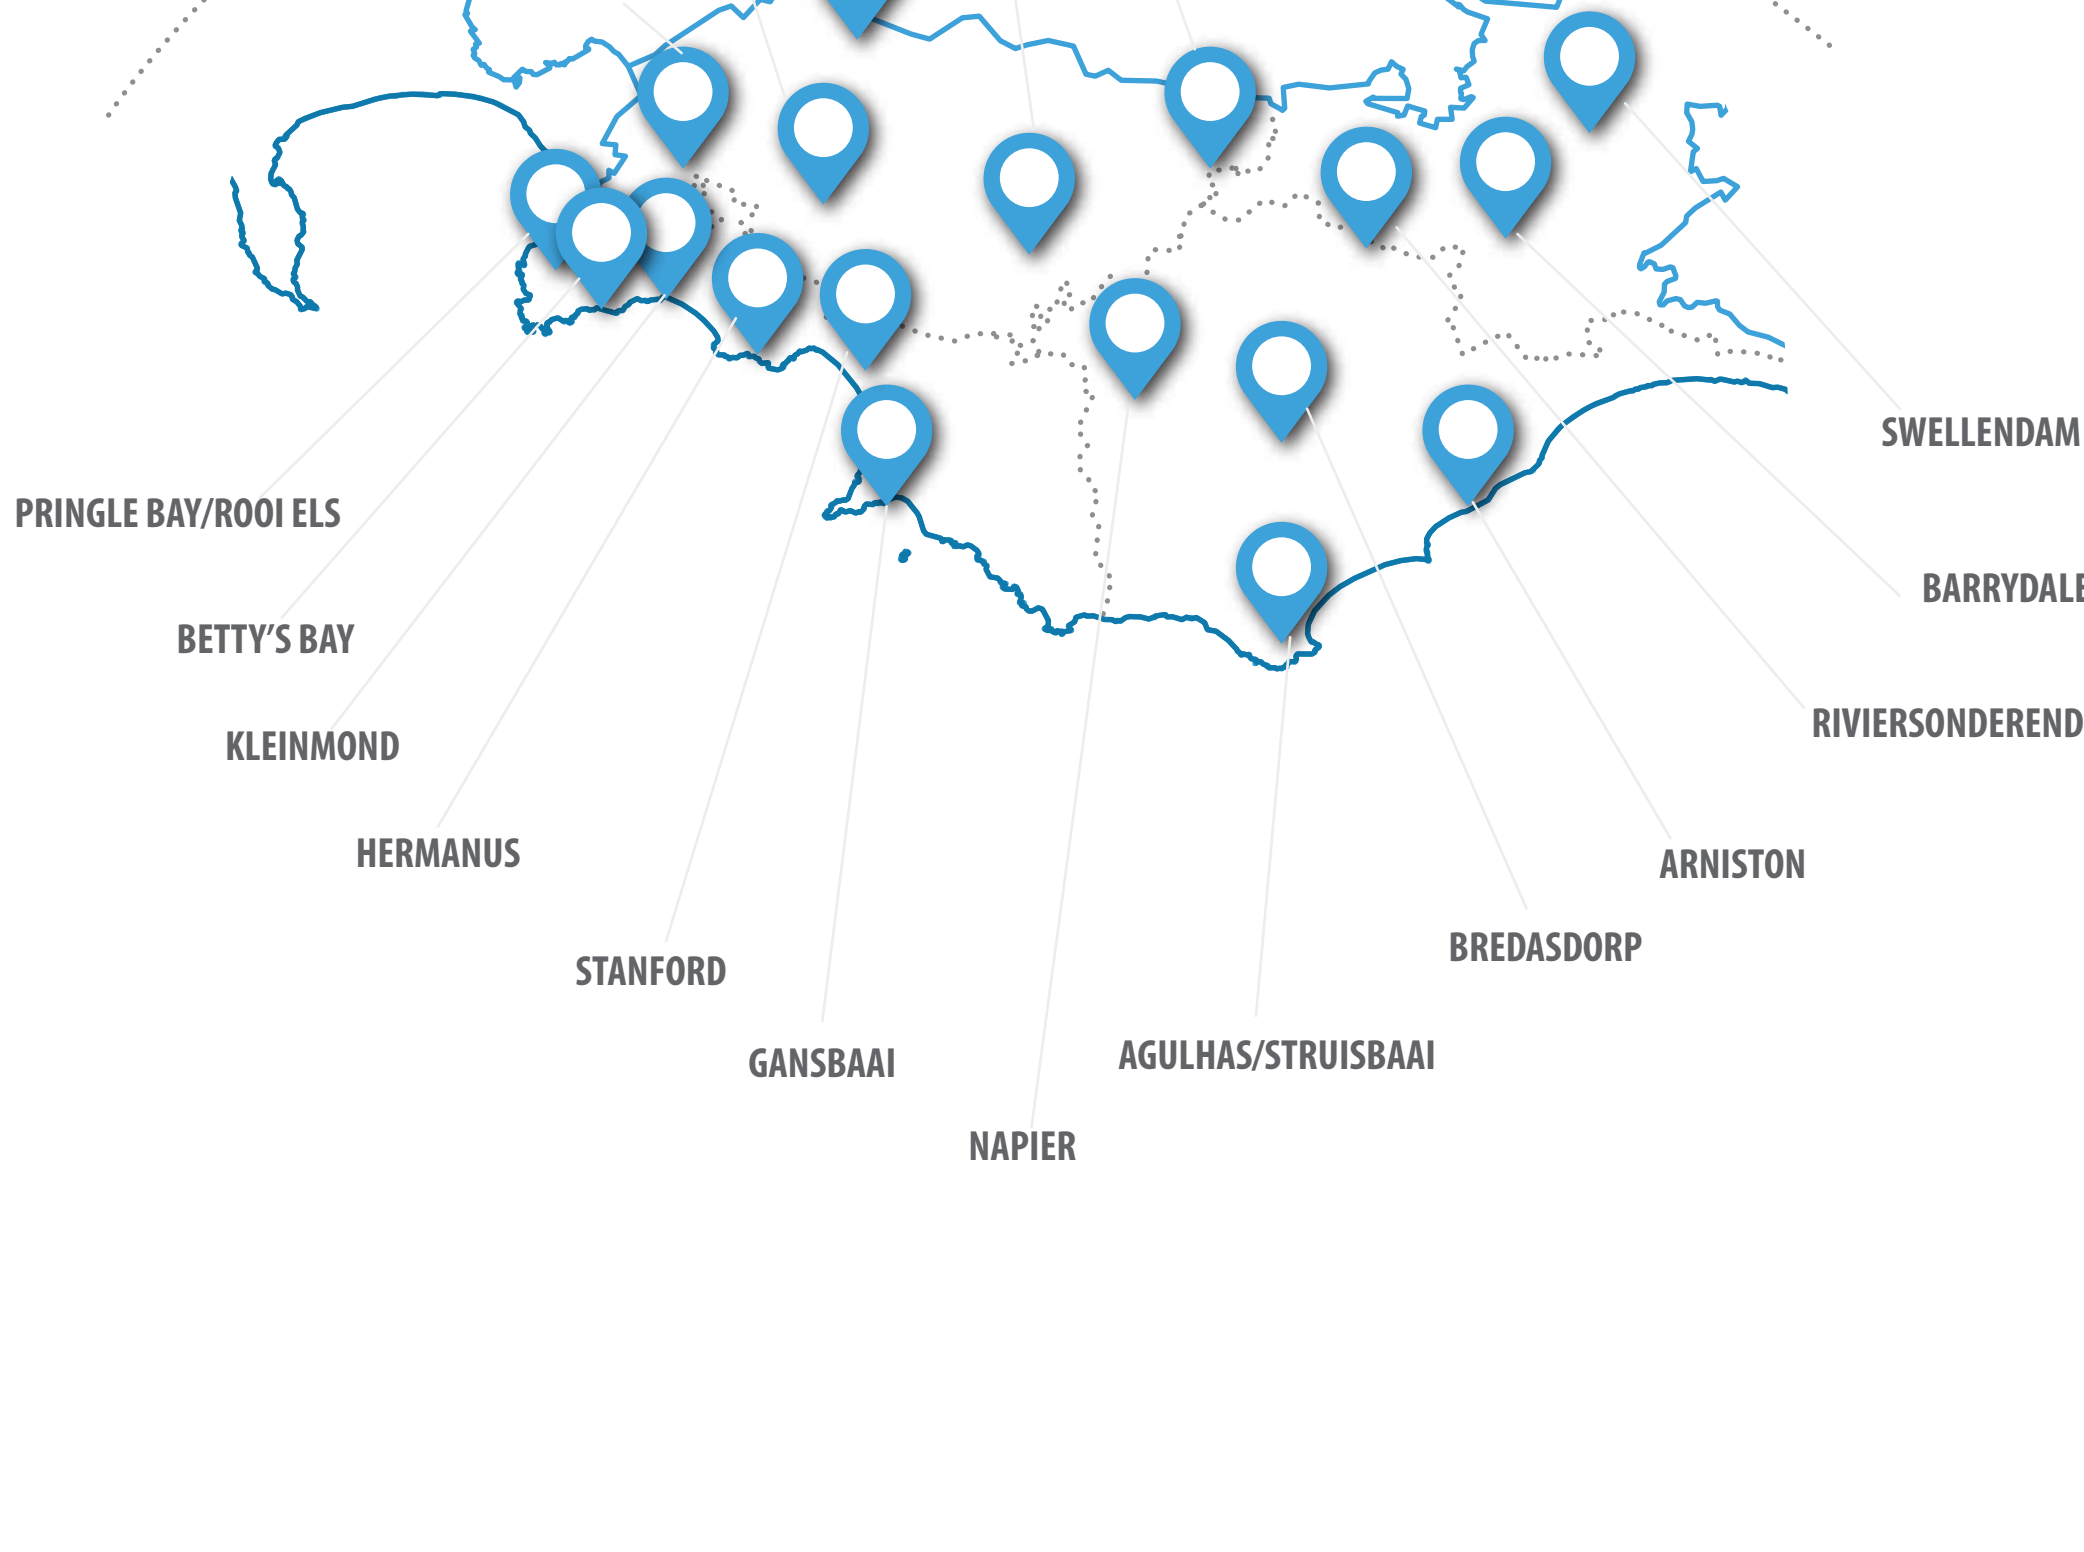 SWELLENDAM
PRINGLE BAY/ROOI ELS
BARRYDALE
BETTY’S BAY
RIVIERSONDEREND
KLEINMOND
HERMANUS
ARNISTON
BREDASDORP
STANFORD
AGULHAS/STRUISBAAI
GANSBAAI
NAPIER